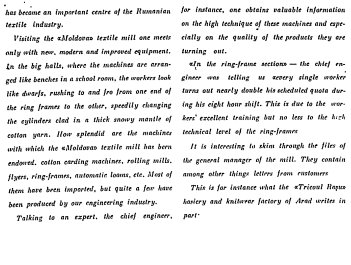 has become an important centre of the Rumanian
textile industry.
Visiting the «Moldova» textile mill one meets
only with new, modern and improved equipment.
In the big halls, where the machines are arran-
ged like benches in a school room, the workers look
like dwarfs, rushing to and fro from one end of
the ring frames to the other, speedily changing
the cylinders clad in a thick snowy mantle of
cotton yarn. How splendid are the machines
with which the «Moldova» textile mill has been
endowed. cotton carding machines, rolling mills,
flyers, ring-frames, automatic looms, etc. Most of
them have been imported, but quite a few have
been produced by our engineering industry.
Talking to an expert, the chief engineer,
for instance, one obtains valuable information
on the high technique of these machines and espe-
cially on the quality of the products they are
turning out.
«In the ring-frame section» — the chief en-
gineer was telling us «every single worker
turns out nearly double his scheduled quota durn-
ing his eight hour shift. This is due to the wor-
kers' excellent training but no less to the high
technical level of the ring-frames
It is interesting to skim through the files of
the general manager of the mill. They contain
among other things letters from customers
This is for instance what the «Tricoul Roșu»
hosiery and knitwear factory of Arad writes in
part·